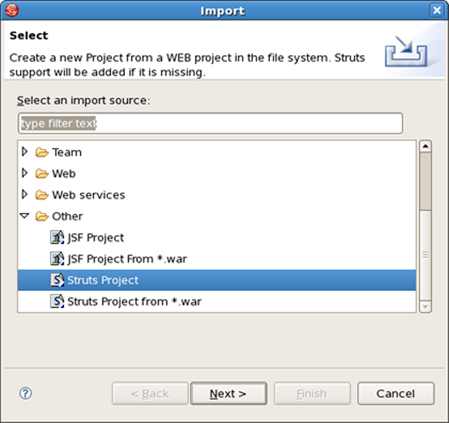 Import
Select
Create a new Project from a WEB project in the file system. Struts
support will be added if it is missing.
Select an import source:
type filter text
Team
Web
Web services
Other
JSF Project
JSF Project From *.war
Struts Project
Struts Project from *.war
< Back
Next >
Finish
Cancel